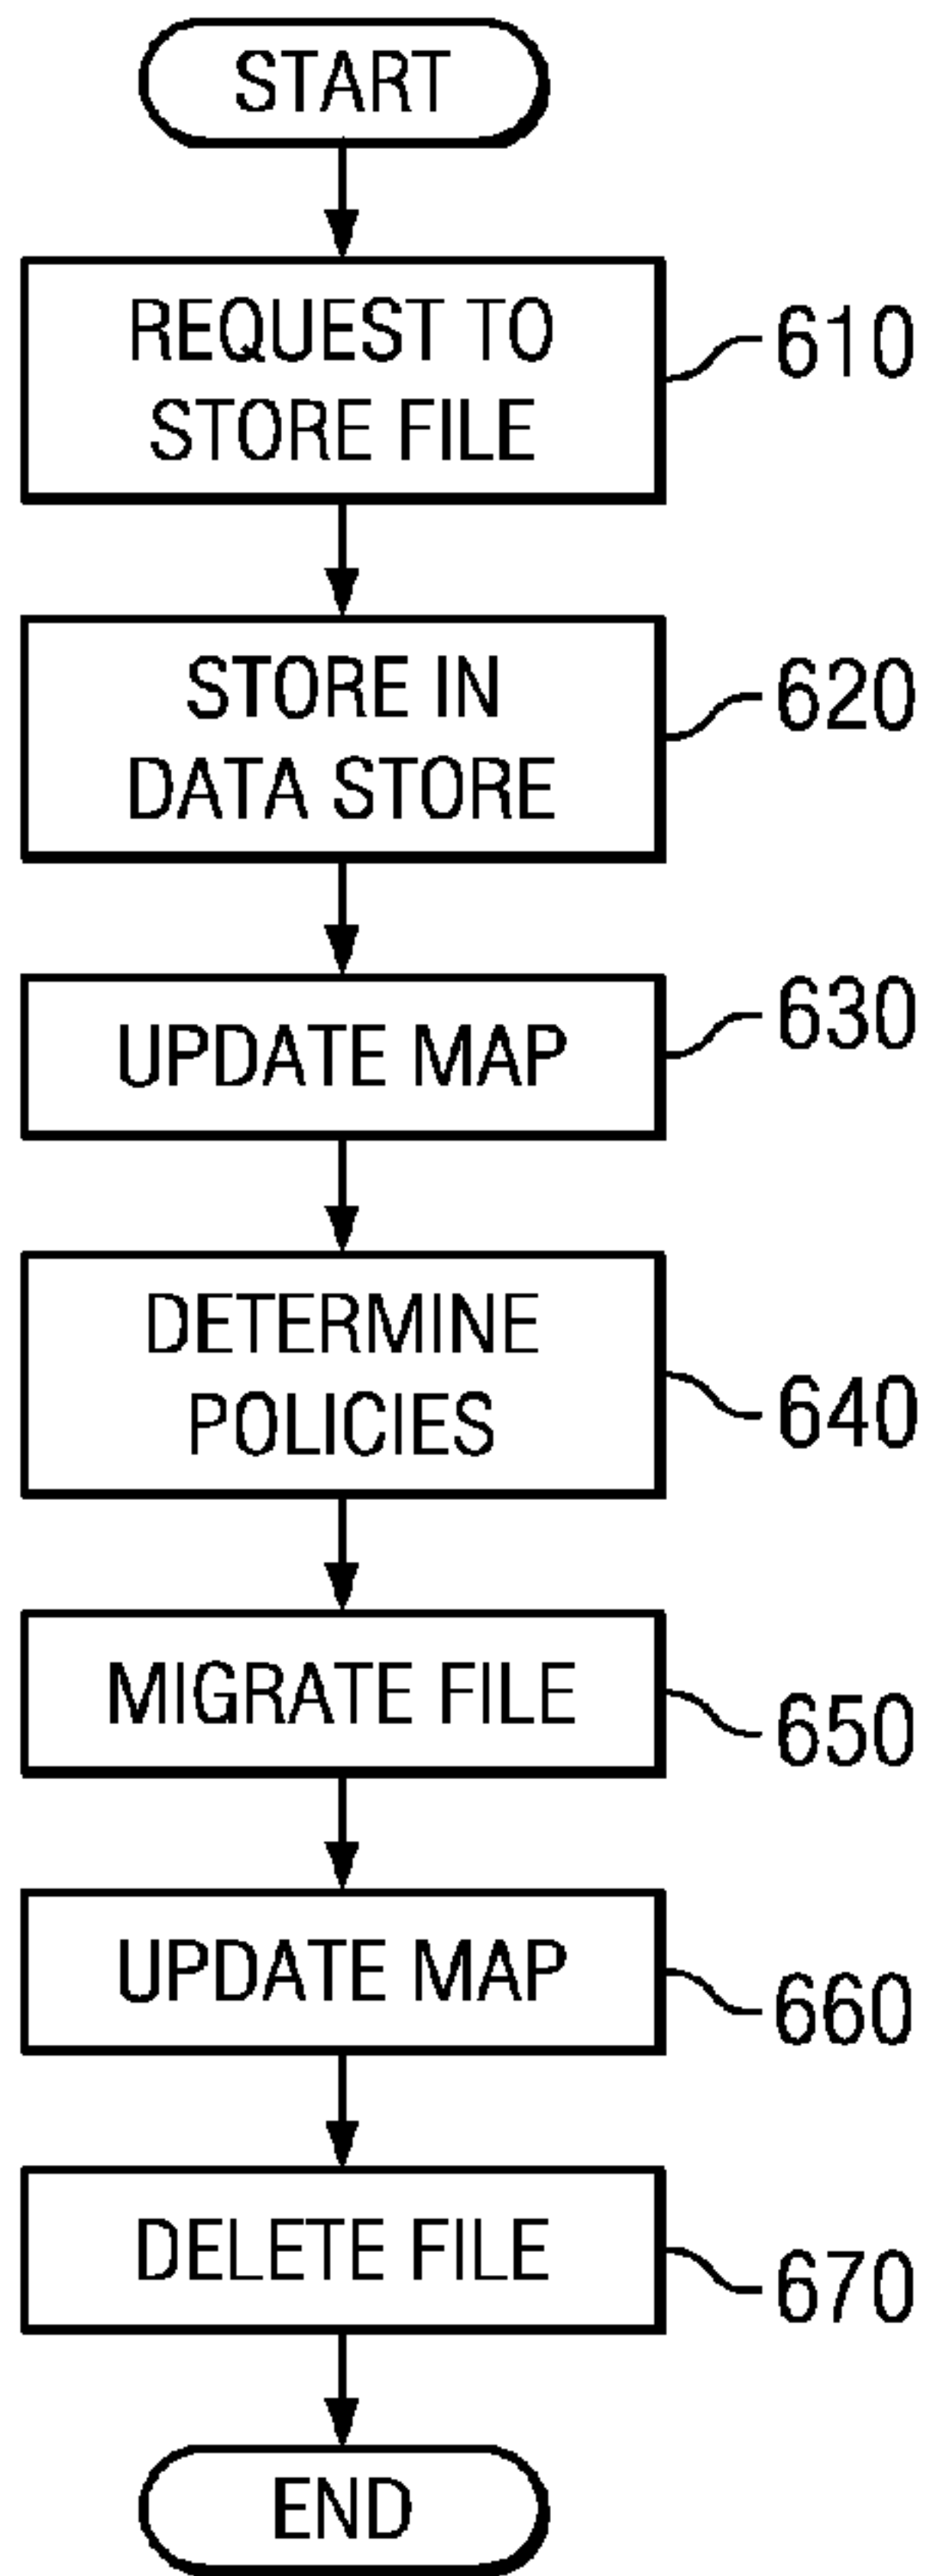 START
REQUEST TO
STORE FILE
610
STORE IN
DATA STORE
620
UPDATE MAP
630
DETERMINE
POLICIES
640
MIGRATE FILE
650
UPDATE MAP
660
DELETE FILE
670
END